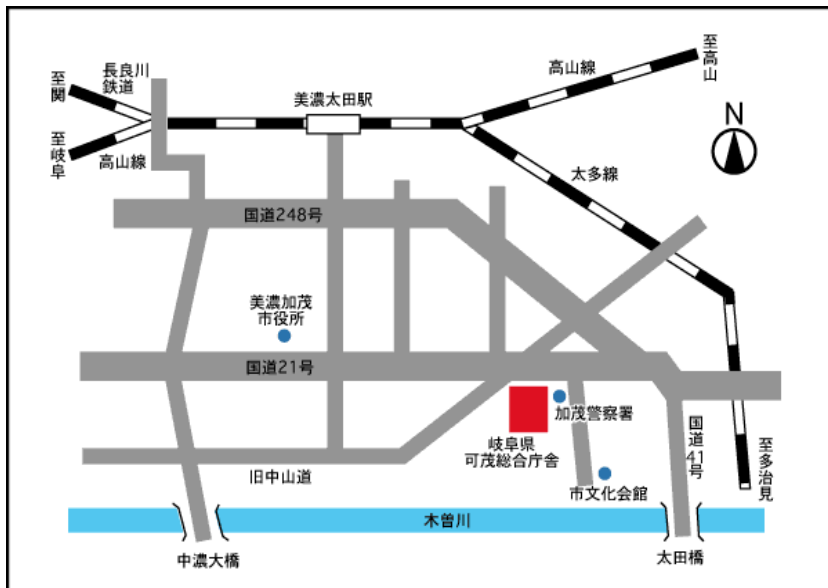 至高山
高山線
長良川
鉄道
至関
美濃太田駅
N
至岐阜
高山線
太多線
国道248号
美濃加茂
市役所
国道21号
加茂警察署
国道41号
岐阜県
可茂総合庁舎
至多治見
旧中山道
市文化会館
木曽川
中濃大橋
太田橋